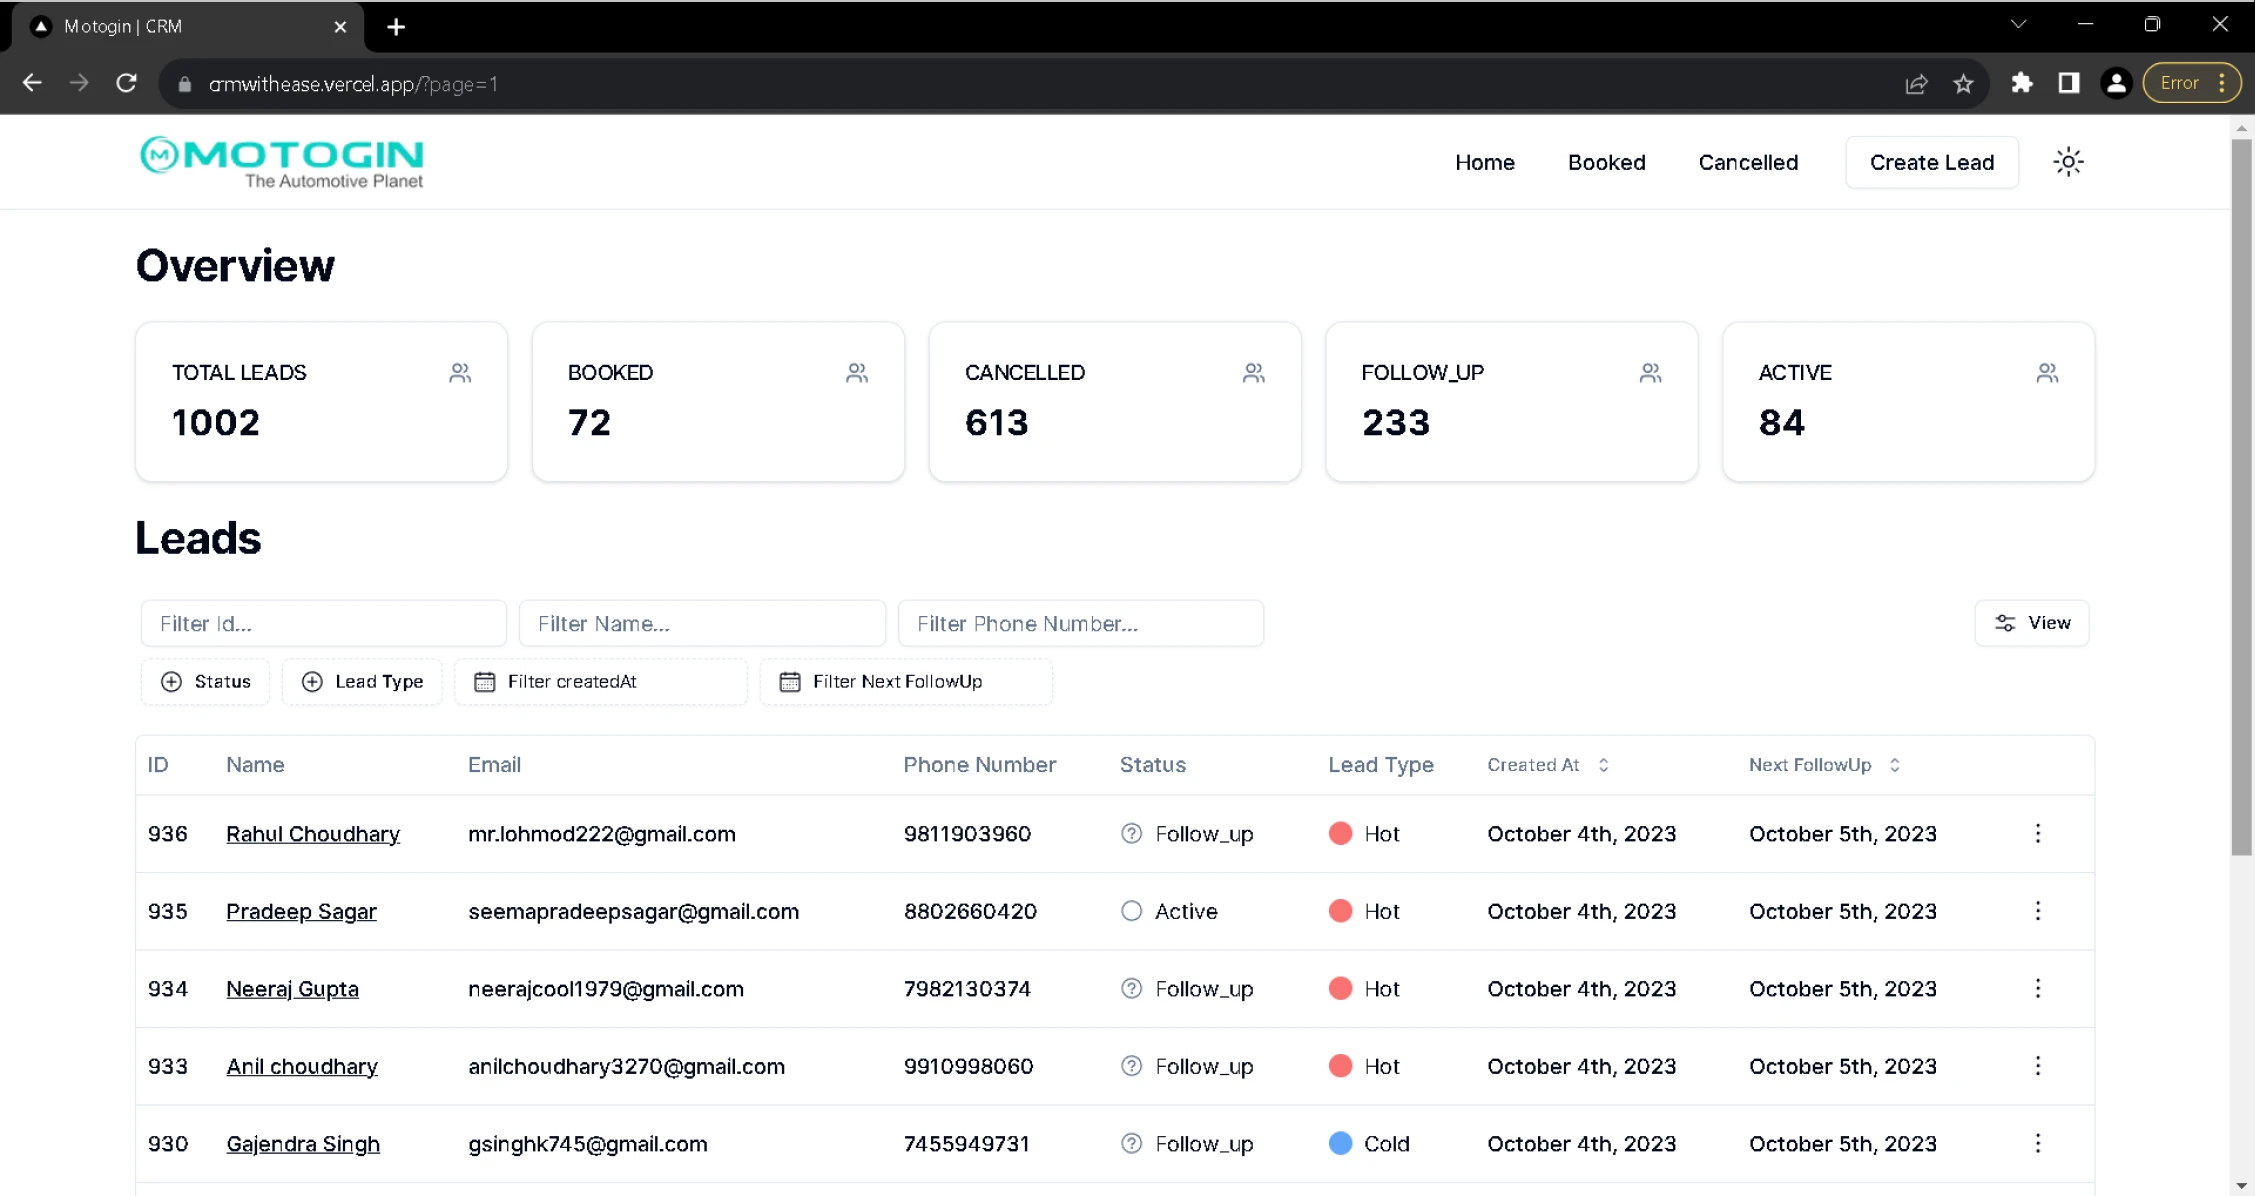 Motogin | CRM
crmwithease.vercel.app/?page=1
Error
MOTOGIN
The Automotive Planet
Home Booked Cancelled Create Lead
Overview
TOTAL LEADS BOOKED CANCELLED FOLLOW_UP ACTIVE
1002 72 613 233 84
Leads
Filter Id... Filter Name... Filter Phone Number... View
Status Lead Type Filter createdAt Filter Next FollowUp
ID Name Email Phone Number Status Lead Type Created At Next FollowUp
936 Rahul Choudhary mr.lohmod222@gmail.com 9811903960 Follow_up Hot October 4th, 2023 October 5th, 2023
935 Pradeep Sagar seemapradeepsagar@gmail.com 8802660420 Active Hot October 4th, 2023 October 5th, 2023
934 Neeraj Gupta neerajcool1979@gmail.com 7982130374 Follow_up Hot October 4th, 2023 October 5th, 2023
933 Anil choudhary anilchoudhary3270@gmail.com 9910998060 Follow_up Hot October 4th, 2023 October 5th, 2023
930 Gajendra Singh gsinghk745@gmail.com 7455949731 Follow_up Cold October 4th, 2023 October 5th, 2023